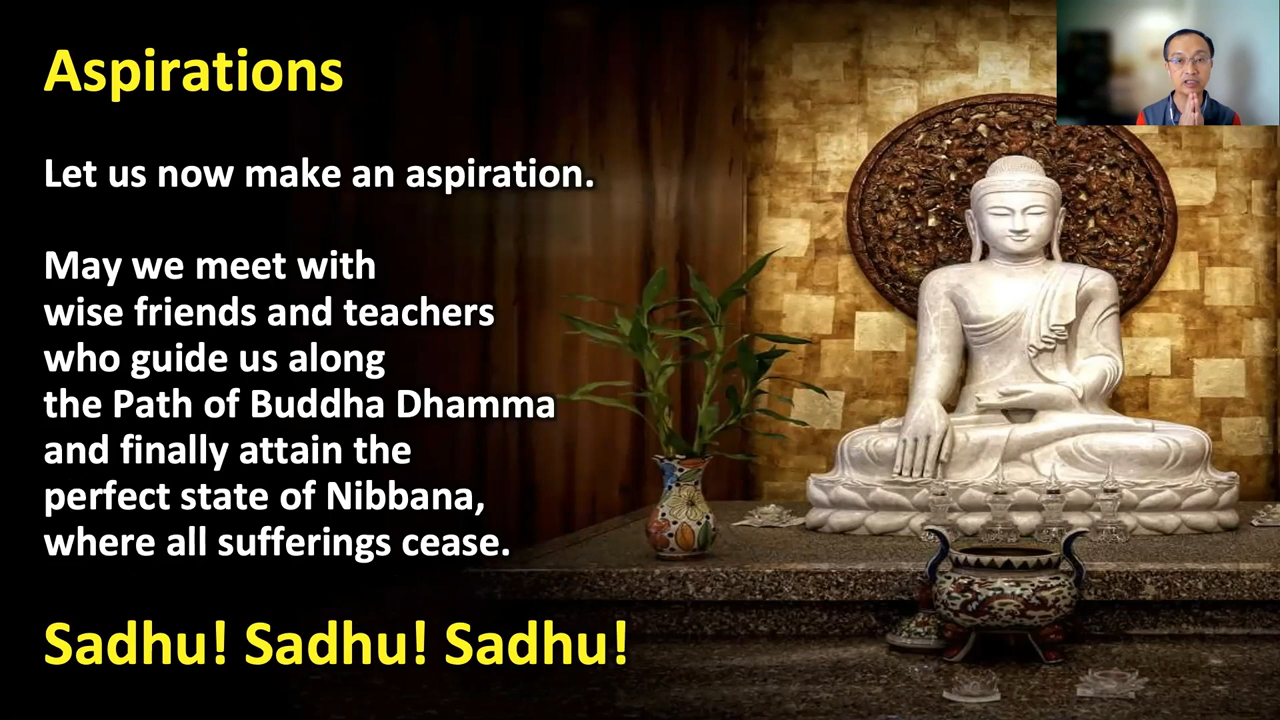 Aspirations
Let us now make an aspiration.
May we meet with
wise friends and teachers
who guide us along
the Path of Buddha Dhamma
and finally attain the
perfect state of Nibbana,
where all sufferings cease.
Sadhu! Sadhu! Sadhu!